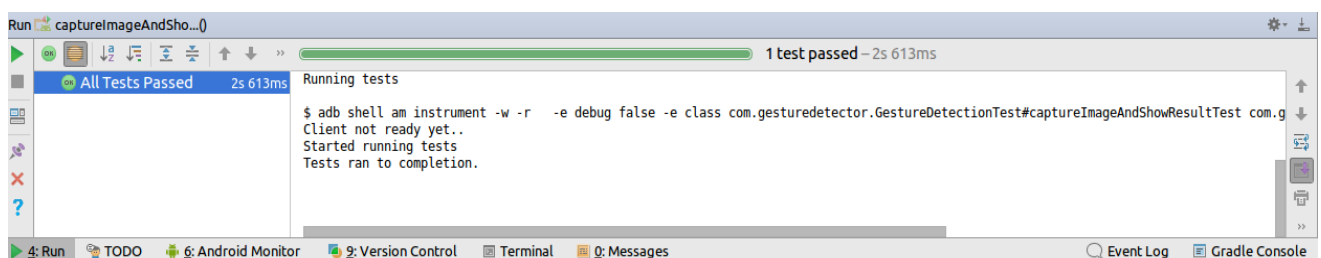 Run captureImageAndSho...()
OK >> 1 test passed – 2s 613ms
OK All Tests Passed 2s 613ms
Running tests
$ adb shell am instrument -w -r   -e debug false -e class com.gesturedetector.GestureDetectionTest#captureImageAndShowResultTest com.g
Client not ready yet..
Started running tests
Tests ran to completion.
?
>>
4: Run TODO 6: Android Monitor 9: Version Control Terminal 0: Messages Event Log Gradle Console